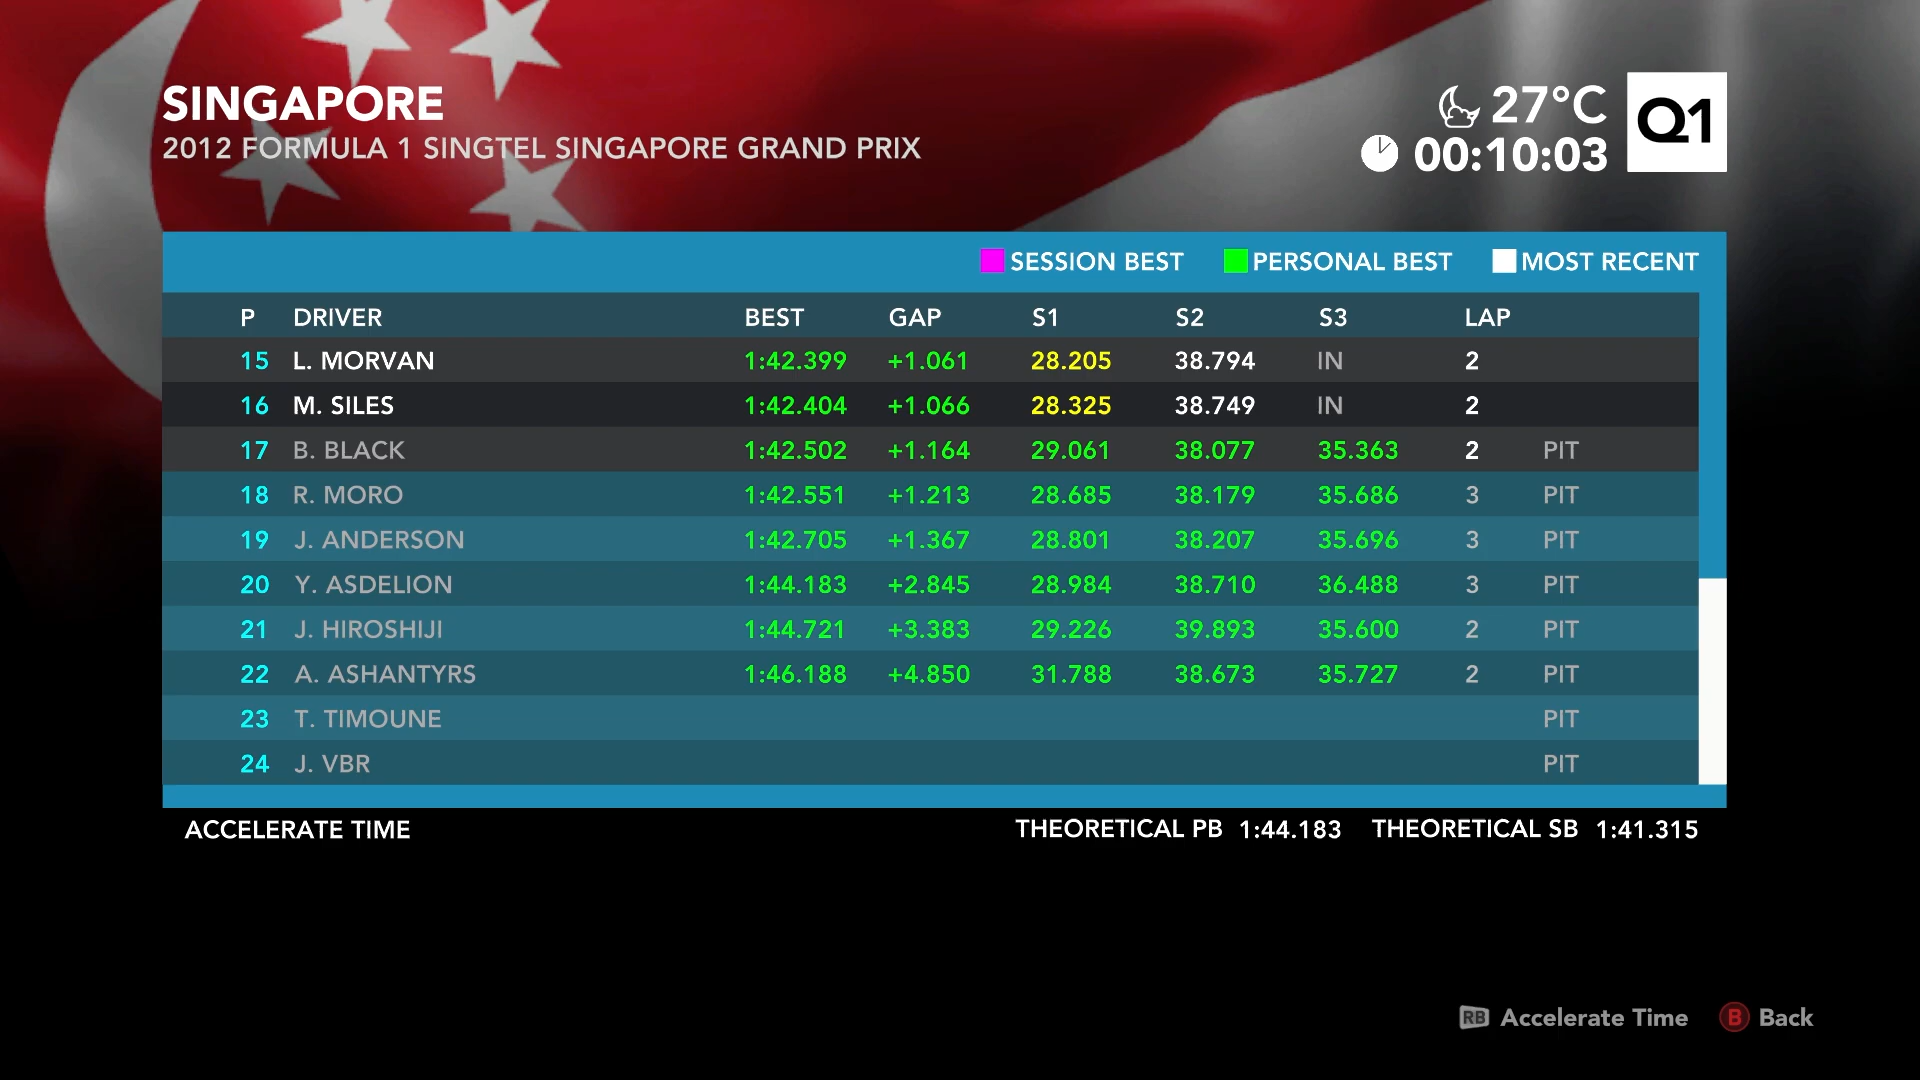 SINGAPORE
2012 FORMULA 1 SINGTEL SINGAPORE GRAND PRIX
27°C
00:10:03
Q1
SESSION BEST PERSONAL BEST MOST RECENT
P DRIVER BEST GAP S1 S2 S3 LAP
15 L. MORVAN 1:42.399 +1.061 28.205 38.794 IN 2
16 M. SILES 1:42.404 +1.066 28.325 38.749 IN 2
17 B. BLACK 1:42.502 +1.164 29.061 38.077 35.363 2 PIT
18 R. MORO 1:42.551 +1.213 28.685 38.179 35.686 3 PIT
19 J. ANDERSON 1:42.705 +1.367 28.801 38.207 35.696 3 PIT
20 Y. ASDELION 1:44.183 +2.845 28.984 38.710 36.488 3 PIT
21 J. HIROSHIJI 1:44.721 +3.383 29.226 39.893 35.600 2 PIT
22 A. ASHANTYRS 1:46.188 +4.850 31.788 38.673 35.727 2 PIT
23 T. TIMOUNE PIT
24 J. VBR PIT
ACCELERATE TIME THEORETICAL PB 1:44.183 THEORETICAL SB 1:41.315
RB Accelerate Time B Back